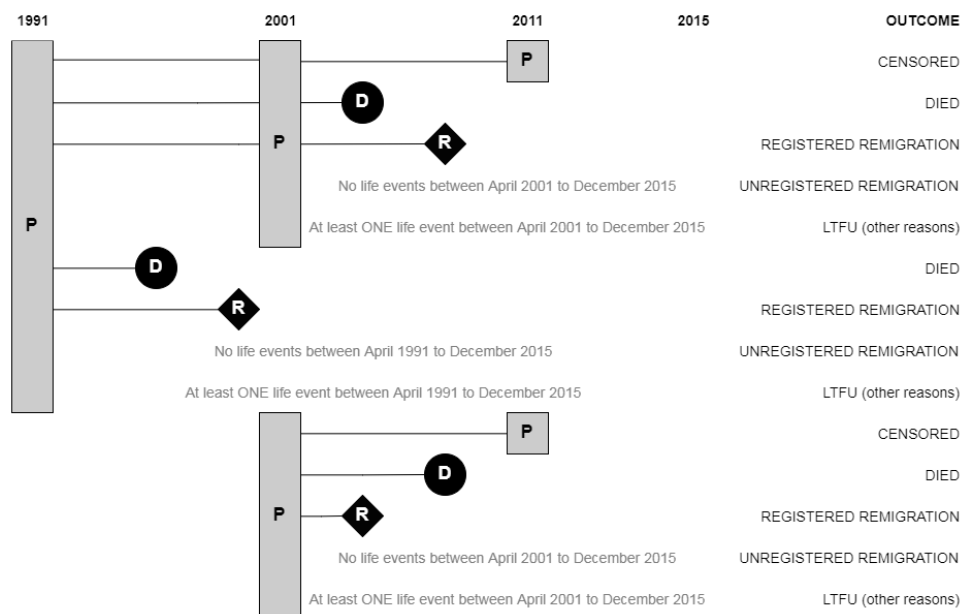 1991 2001 2011 2015 OUTCOME
P CENSORED
D DIED
P R REGISTERED REMIGRATION
No life events between April 2001 to December 2015 UNREGISTERED REMIGRATION
P
At least ONE life event between April 2001 to December 2015 LTFU (other reasons)
D DIED
R REGISTERED REMIGRATION
No life events between April 1991 to December 2015 UNREGISTERED REMIGRATION
At least ONE life event between April 1991 to December 2015 LTFU (other reasons)
P CENSORED
D DIED
P R REGISTERED REMIGRATION
No life events between April 2001 to December 2015 UNREGISTERED REMIGRATION
At least ONE life event between April 2001 to December 2015 LTFU (other reasons)